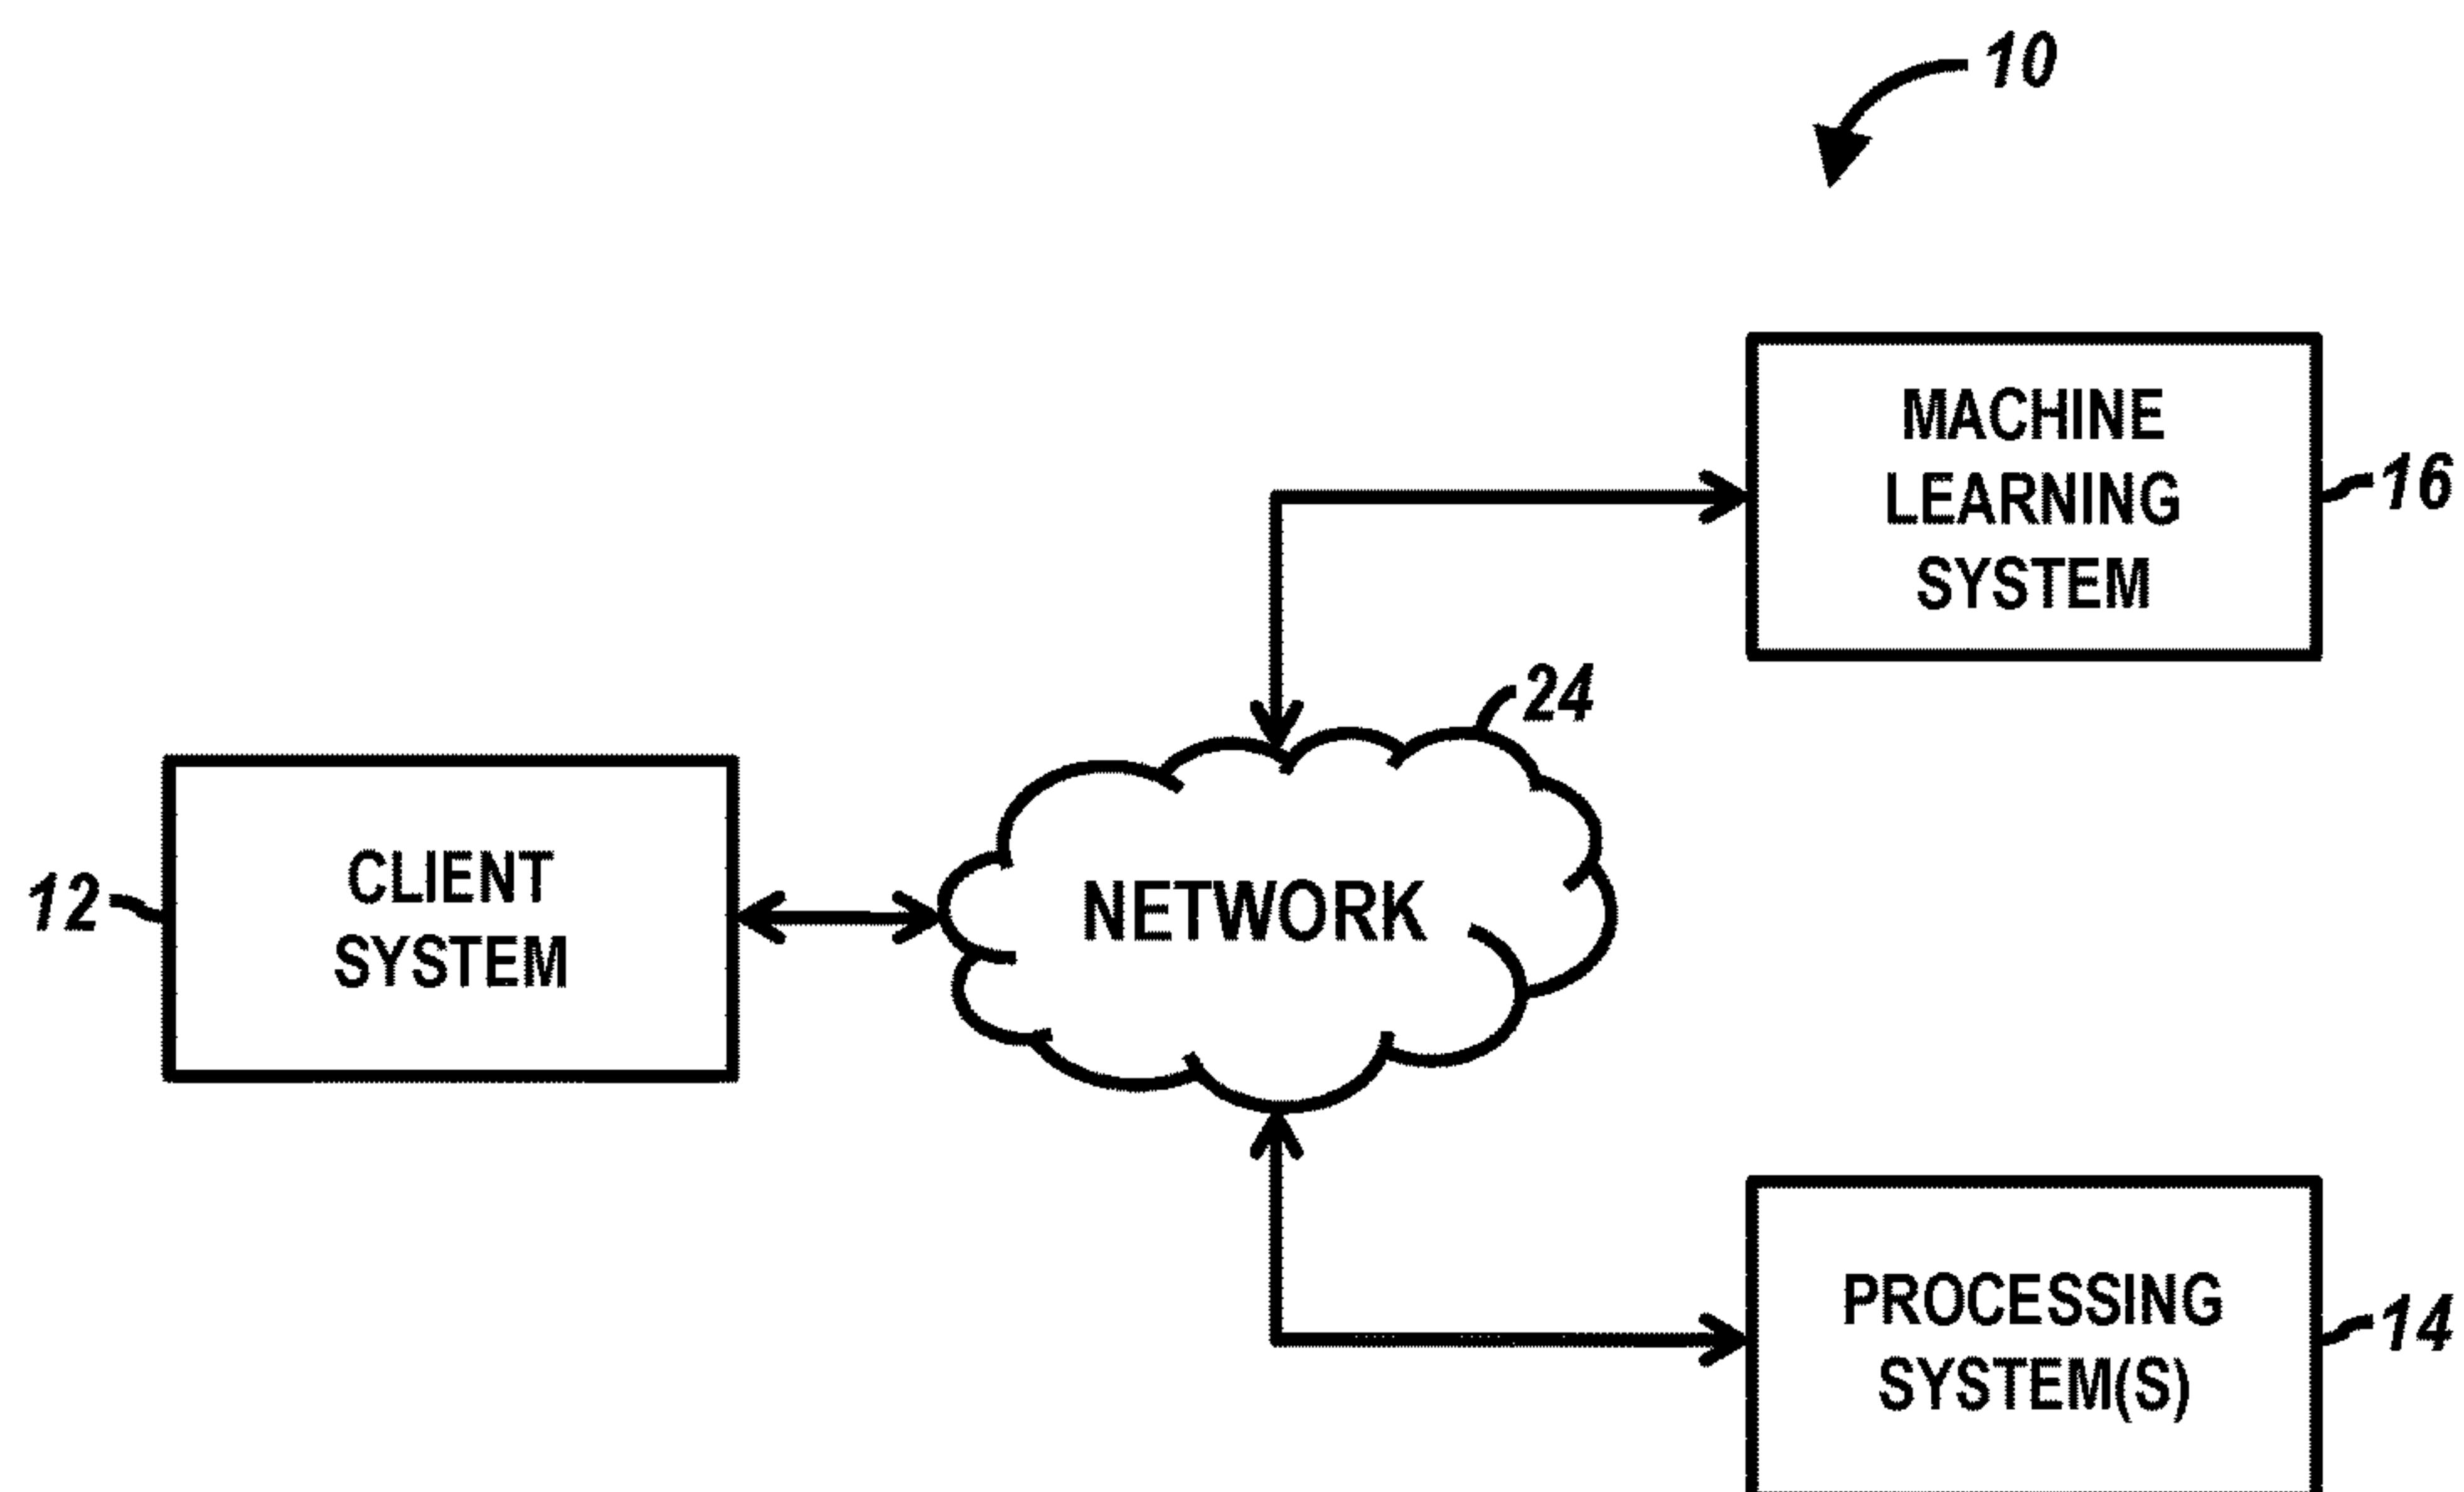 10
MACHINE
LEARNING
SYSTEM
16
24
CLIENT
SYSTEM
12
NETWORK
PROCESSING
SYSTEM(S)
14